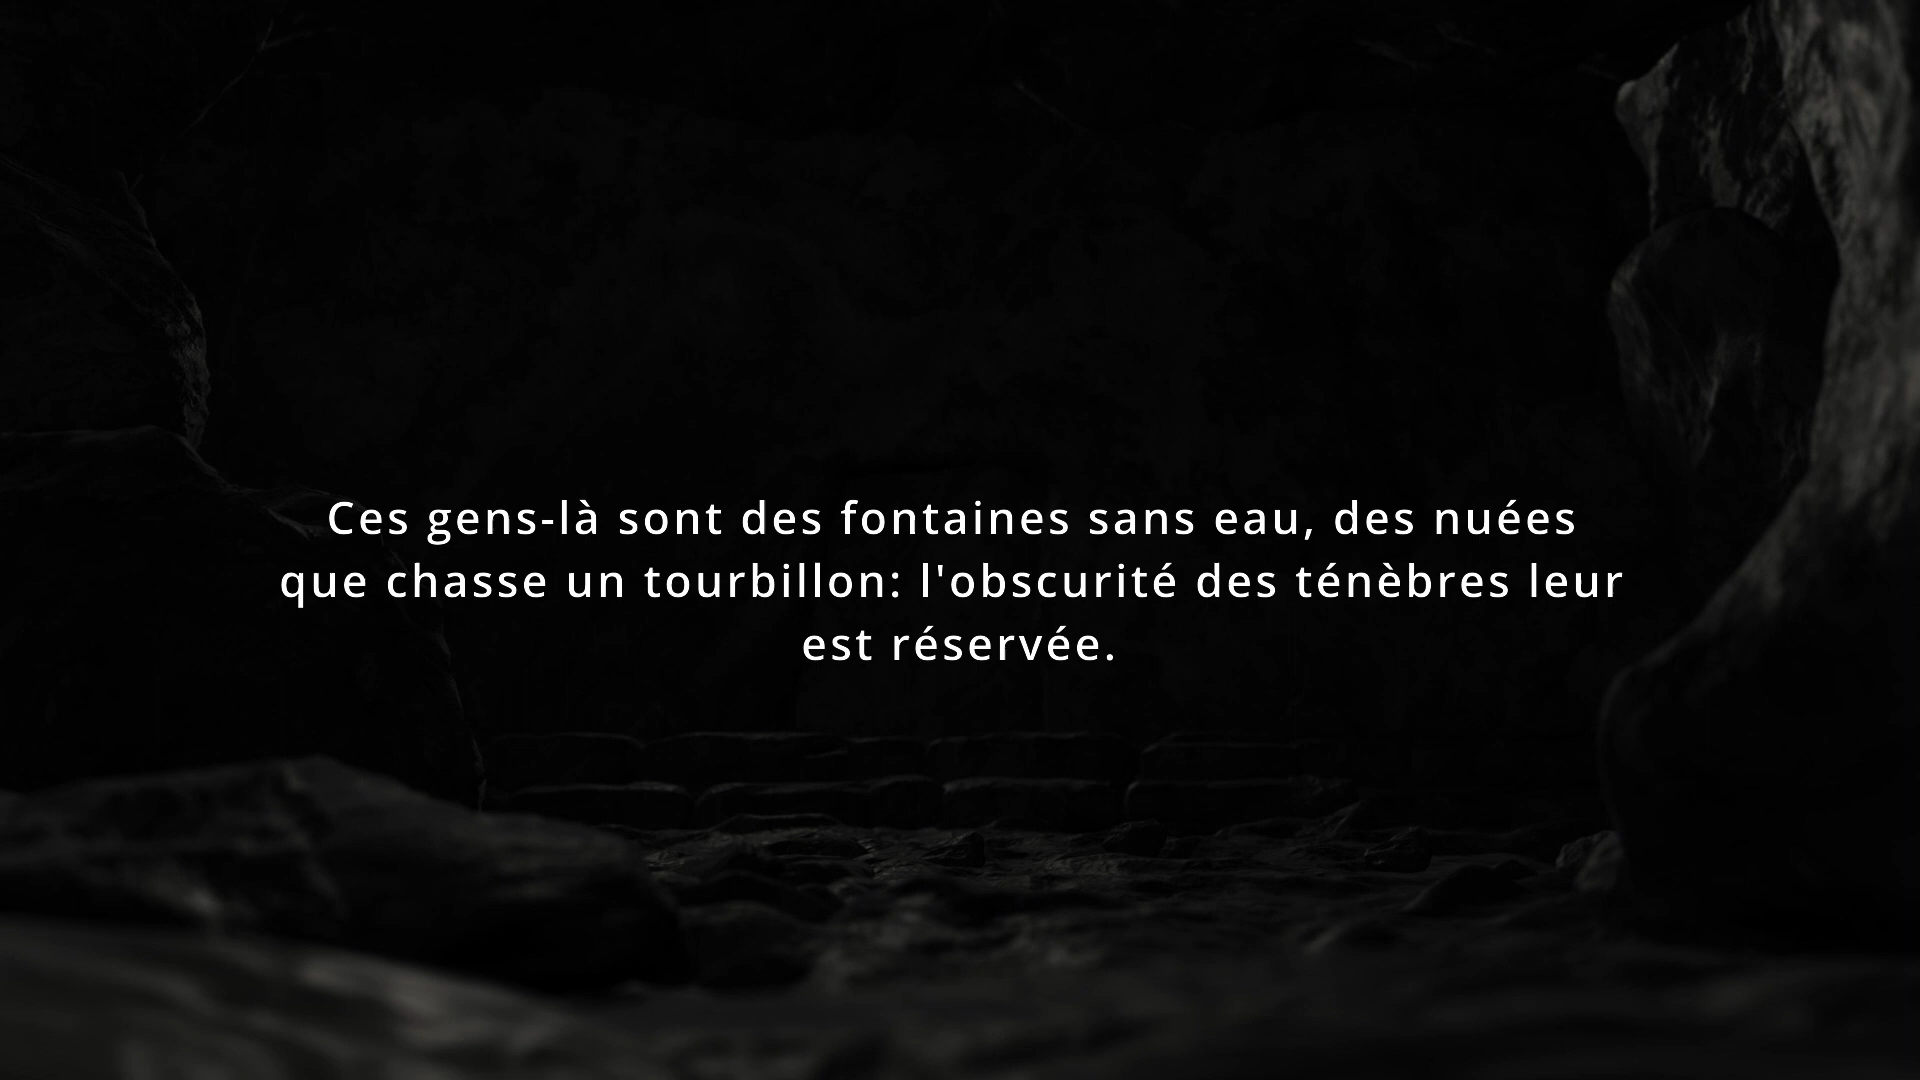 Ces gens-là sont des fontaines sans eau, des nuées
que chasse un tourbillon: l'obscurité des ténèbres leur
est réservée.